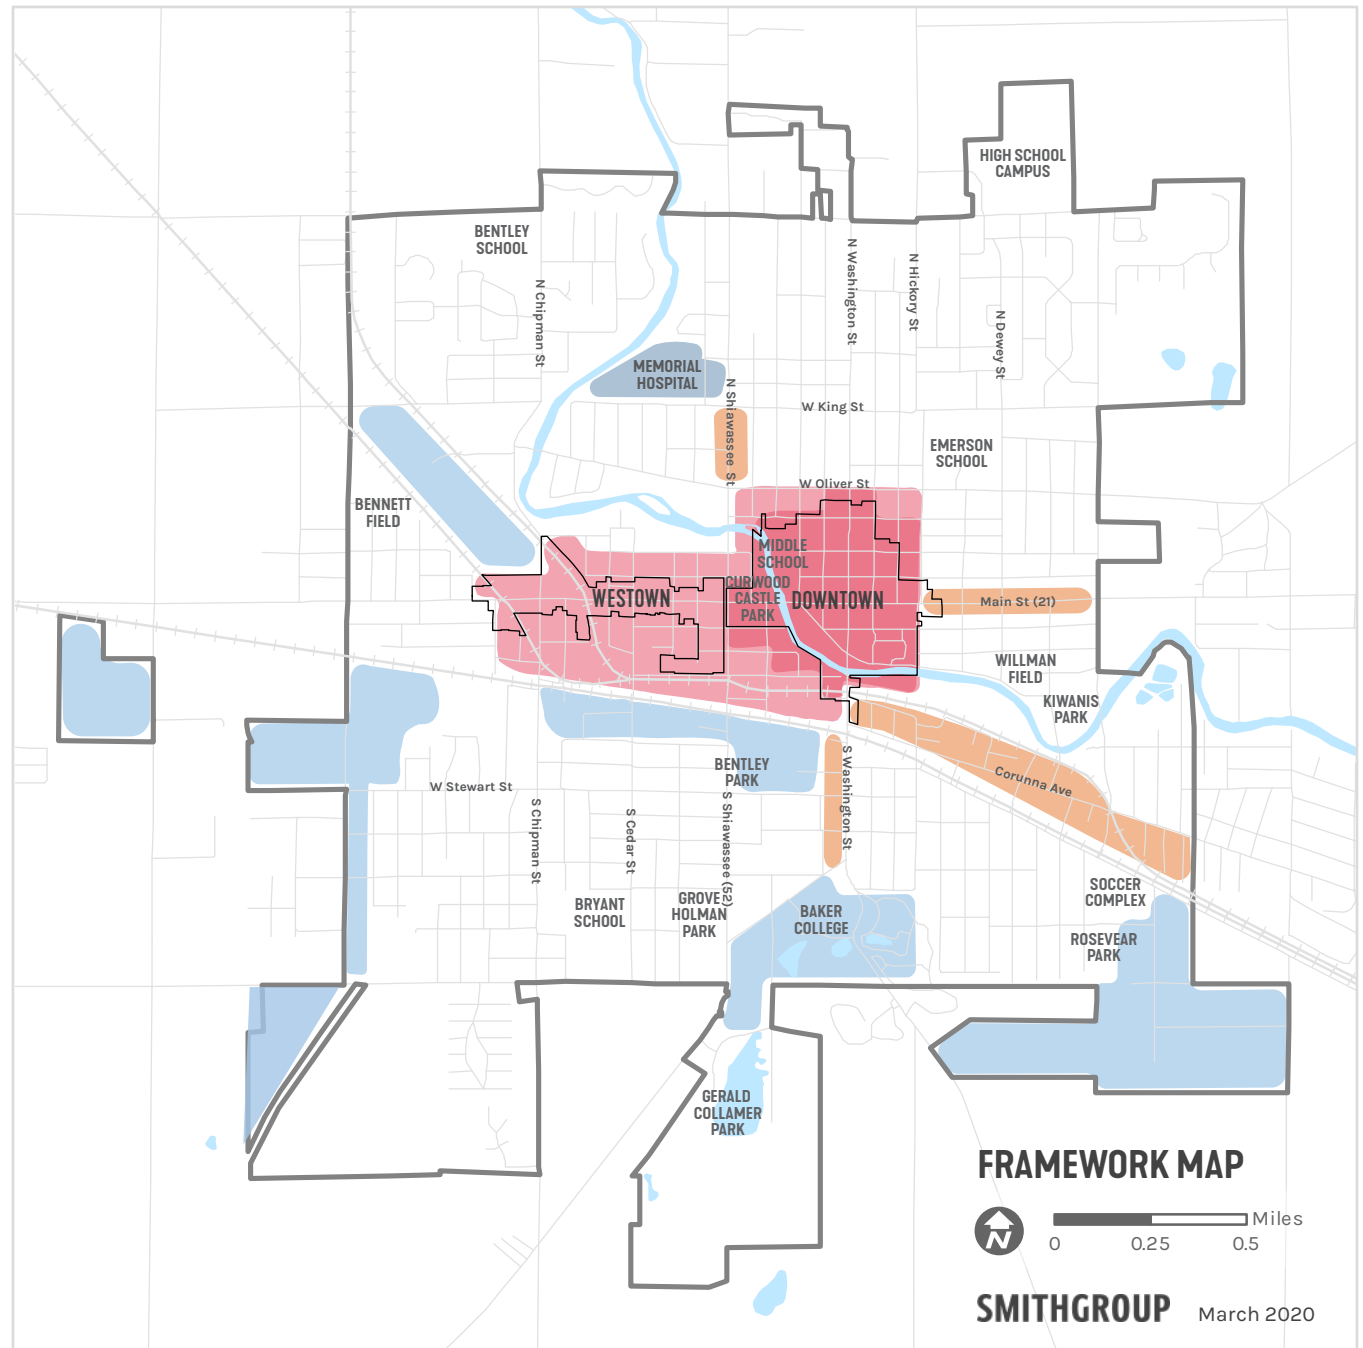 HIGH SCHOOL
CAMPUS
BENTLEY
SCHOOL
N Chipman St
N Washington St
N Hickory St
N Dewey St
MEMORIAL
HOSPITAL
N Shiawassee St
W King St
EMERSON
SCHOOL
W Oliver St
BENNETT
FIELD
MIDDLE
SCHOOL
CURWOOD
CASTLE
PARK
WESTOWN
DOWNTOWN
Main St (21)
WILLMAN
FIELD
KIWANIS
PARK
BENTLEY
PARK
S Washington St
Corunna Ave
W Stewart St
S Chipman St
S Cedar St
S Shiawassee (52)
BRYANT
SCHOOL
GROVE
HOLMAN
PARK
BAKER
COLLEGE
SOCCER
COMPLEX
ROSEVEAR
PARK
GERALD
COLLAMER
PARK
FRAMEWORK MAP
N
Miles
0 0.25 0.5
SMITHGROUP March 2020